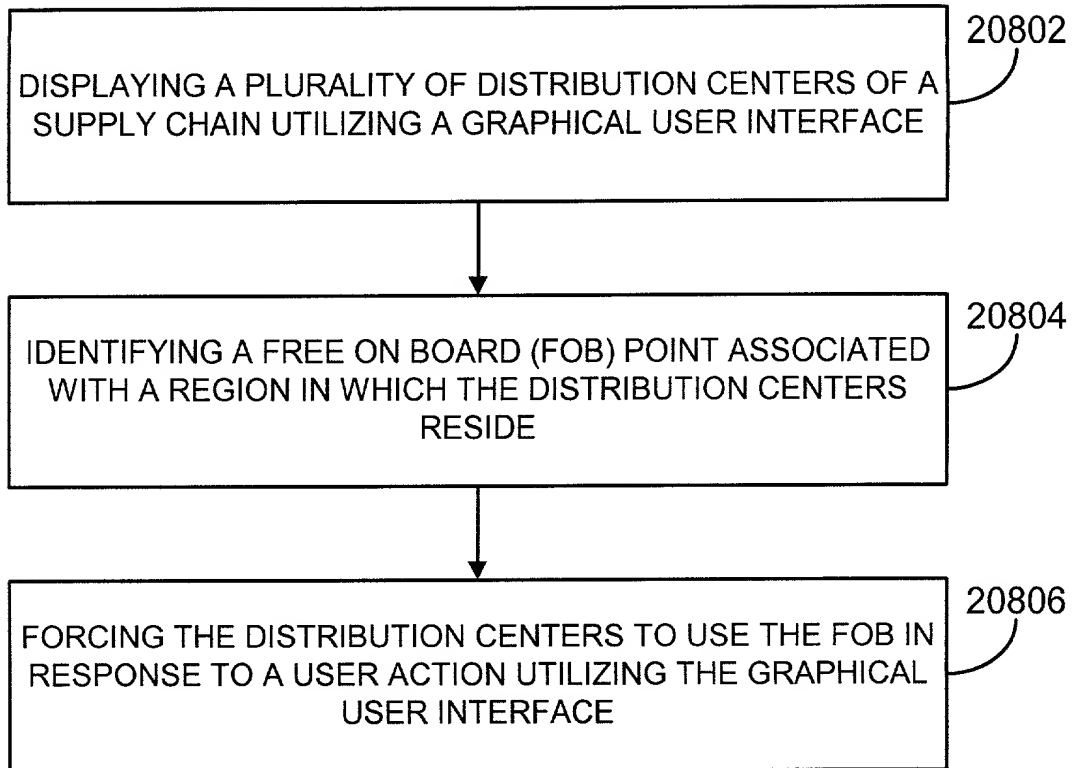 20802
DISPLAYING A PLURALITY OF DISTRIBUTION CENTERS OF A
SUPPLY CHAIN UTILIZING A GRAPHICAL USER INTERFACE
20804
IDENTIFYING A FREE ON BOARD (FOB) POINT ASSOCIATED
WITH A REGION IN WHICH THE DISTRIBUTION CENTERS
RESIDE
20806
FORCING THE DISTRIBUTION CENTERS TO USE THE FOB IN
RESPONSE TO A USER ACTION UTILIZING THE GRAPHICAL
USER INTERFACE